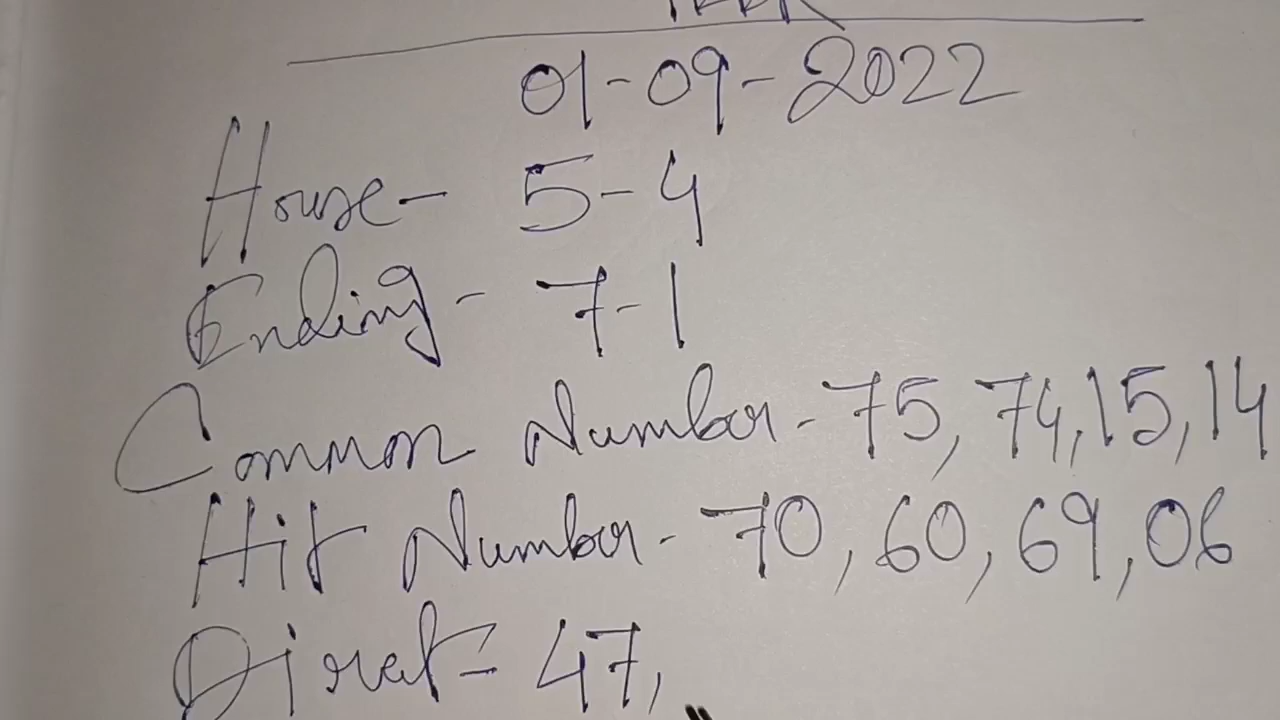 01-09-2022
House- 5-4
Ending- 7-1
Common Number- 75, 74, 15, 14
Hit Number- 70, 60, 69, 06
Direct- 47,